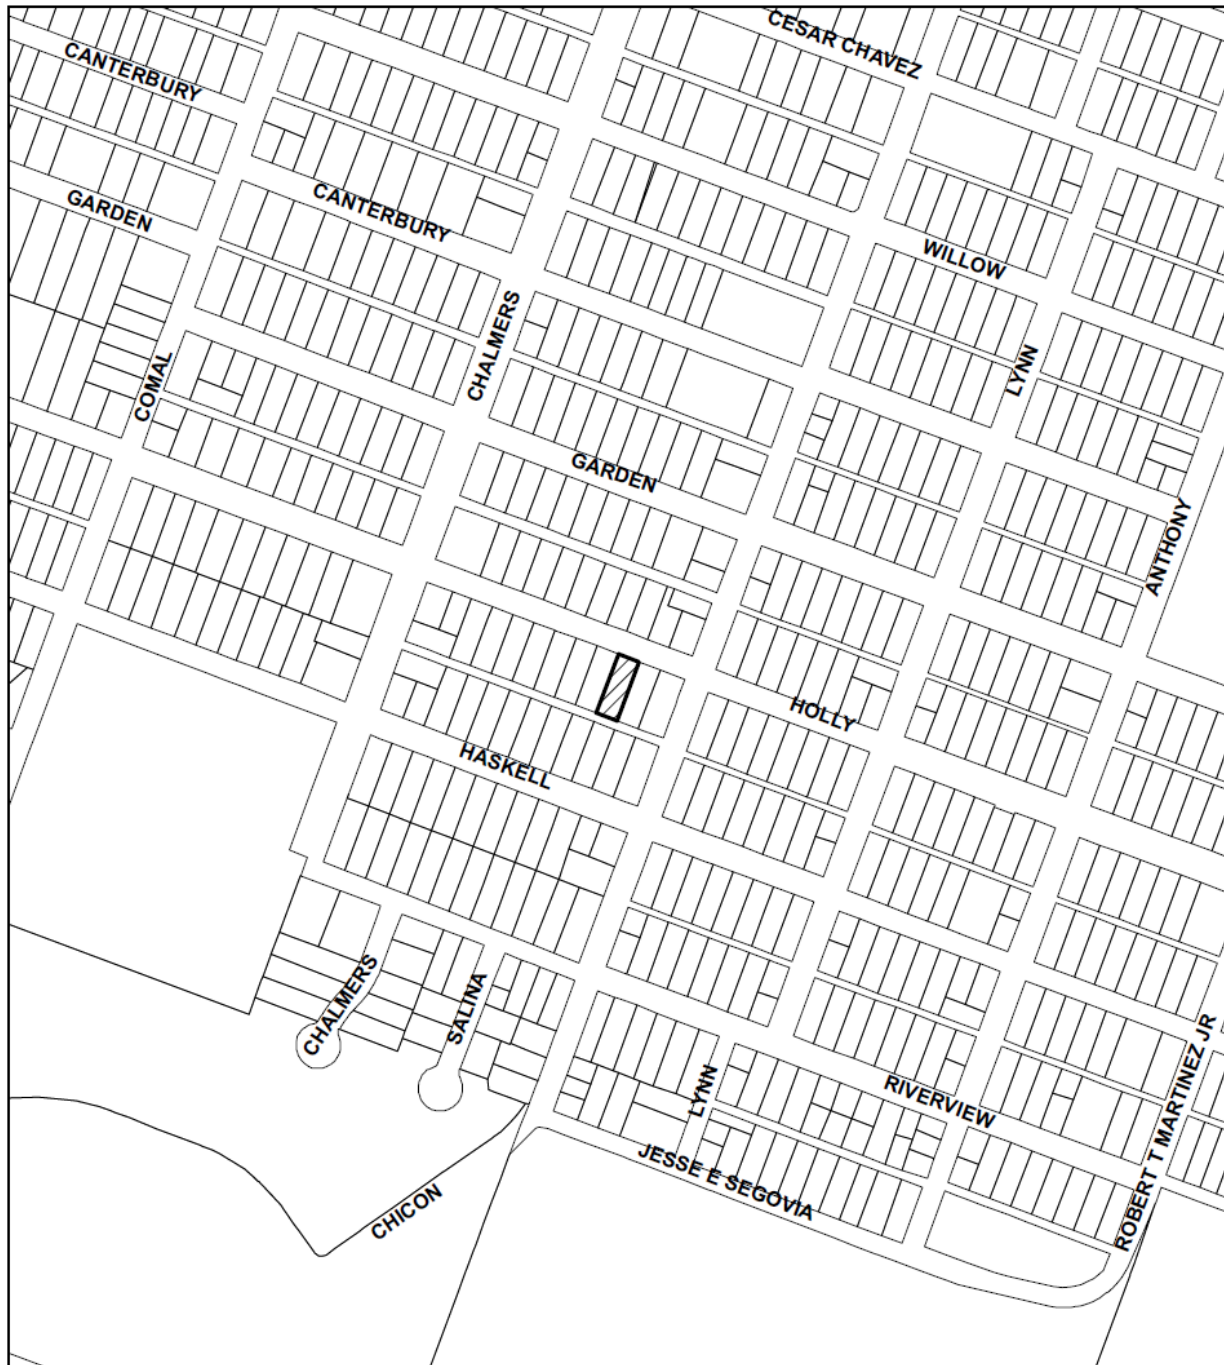 CESAR CHAVEZ
CANTERBURY
GARDEN
CANTERBURY
WILLOW
CHALMERS
LYNN
COMAL
GARDEN
ANTHONY
HOLLY
HASKELL
CHALMERS
SALINA
LYNN
RIVERVIEW
ROBERT T MARTINEZ JR
JESSE E SEGOVIA
CHICON